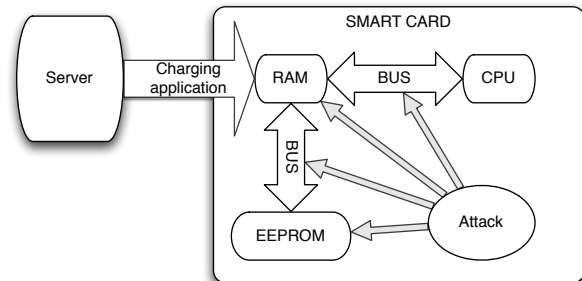 SMART CARD
Server
Charging
application
RAM
BUS
CPU
BUS
EEPROM
Attack